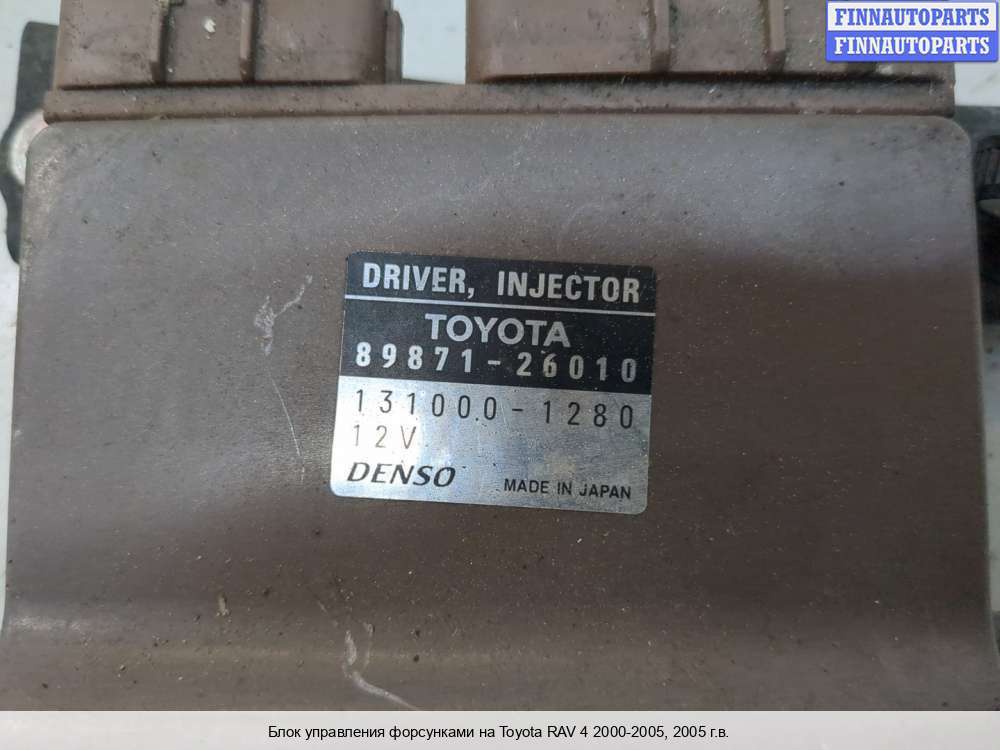 FINNAUTOPARTS
FINNAUTOPARTS
DRIVER, INJECTOR
TOYOTA
89871-26010
131000-1280
12V
DENSO MADE IN JAPAN
Блок управления форсунками на Toyota RAV 4 2000-2005, 2005 г.в.